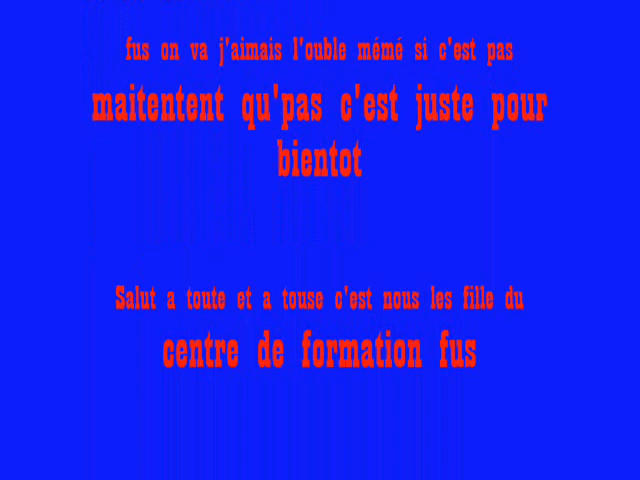 fus on va j'aimais l'ouble mémé si c'est pas
maitentent qu'pas c'est juste pour
bientot
Salut a toute et a touse c'est nous les fille du
centre de formation fus